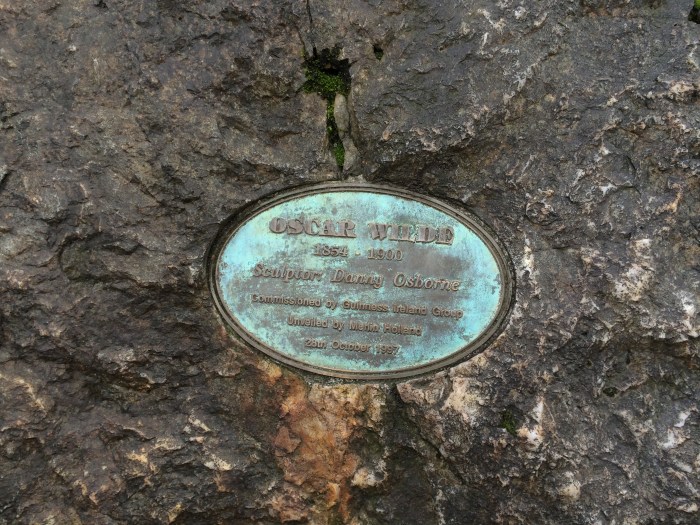 OSCAR WILDE
1854 - 1900
Sculptor: Danny Osborne
Commissioned by Guinness Ireland Group
Unveiled by Merlin Holland
28th October 1997